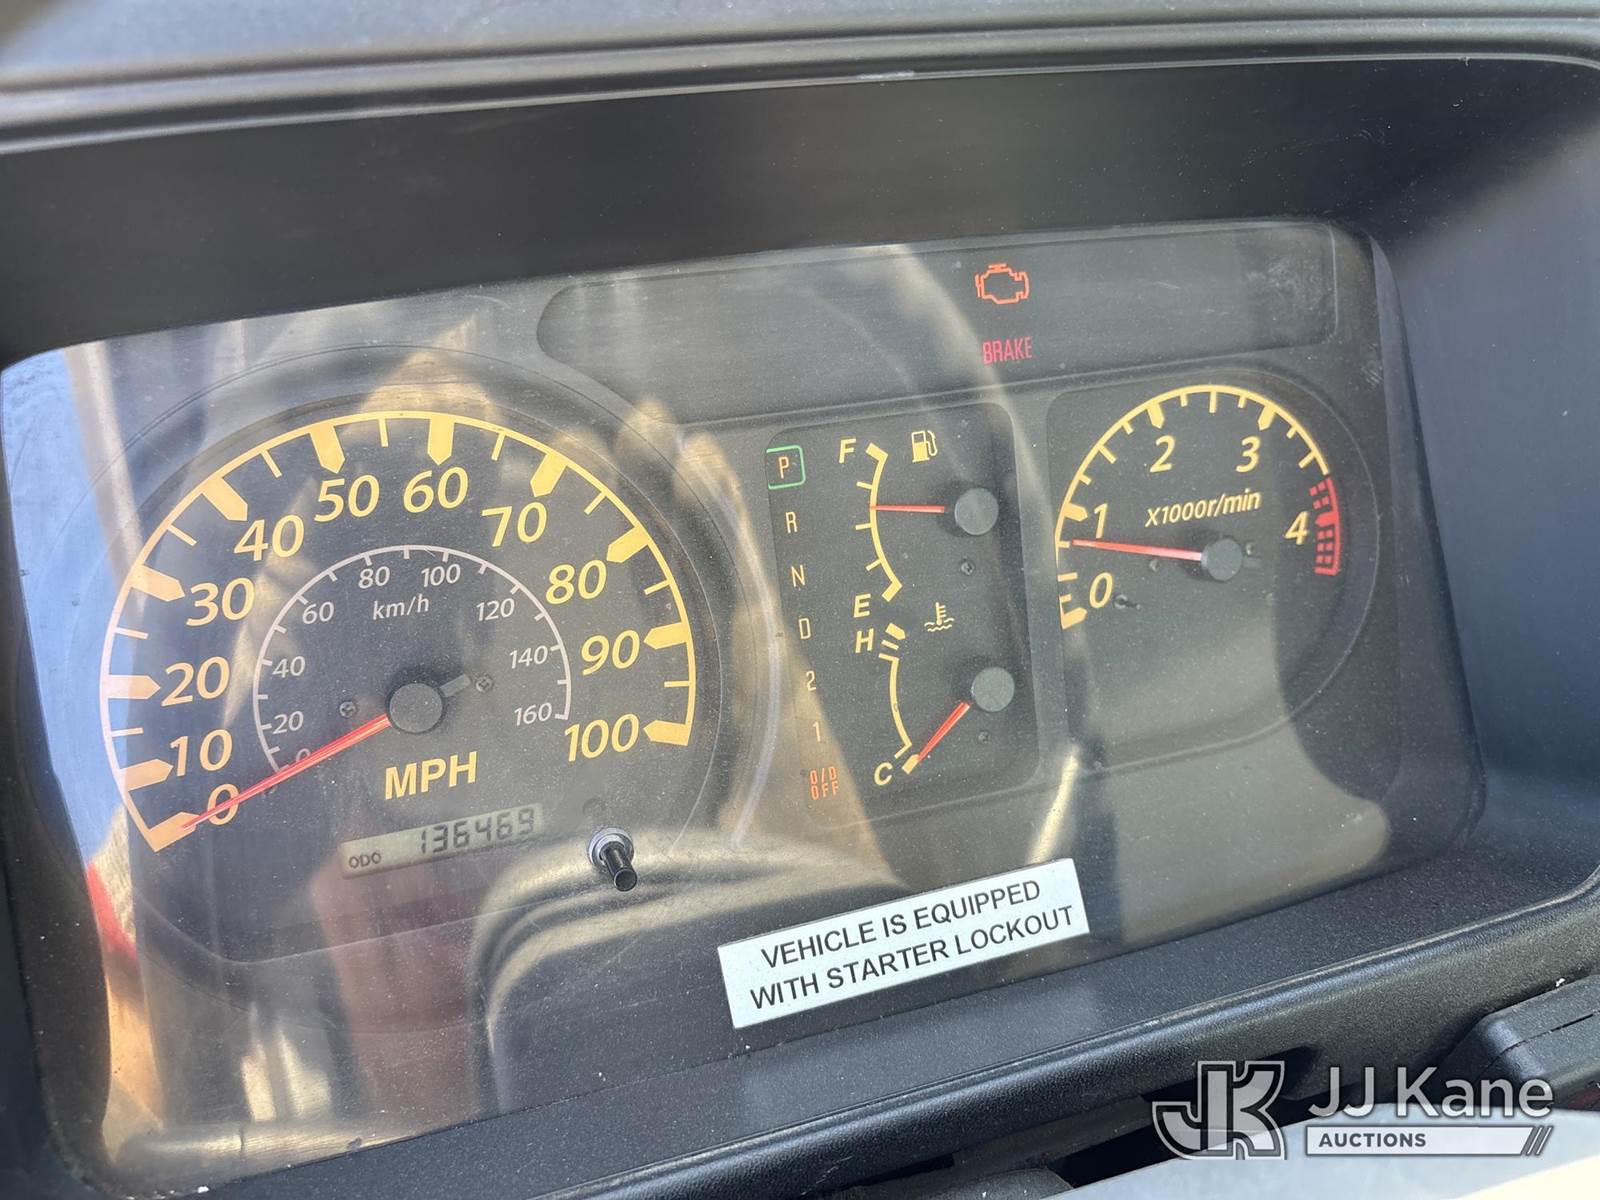 BRAKE
0
10
20
30
40
50
60
70
80
90
100
20
40
60
80
100
120
140
160
km/h
MPH
ODO 136469
P
R
N
D
2
1
O/D
OFF
F
E
H
C
0
1
2
3
4
X1000r/min
VEHICLE IS EQUIPPED
WITH STARTER LOCKOUT
JK JJ Kane
AUCTIONS